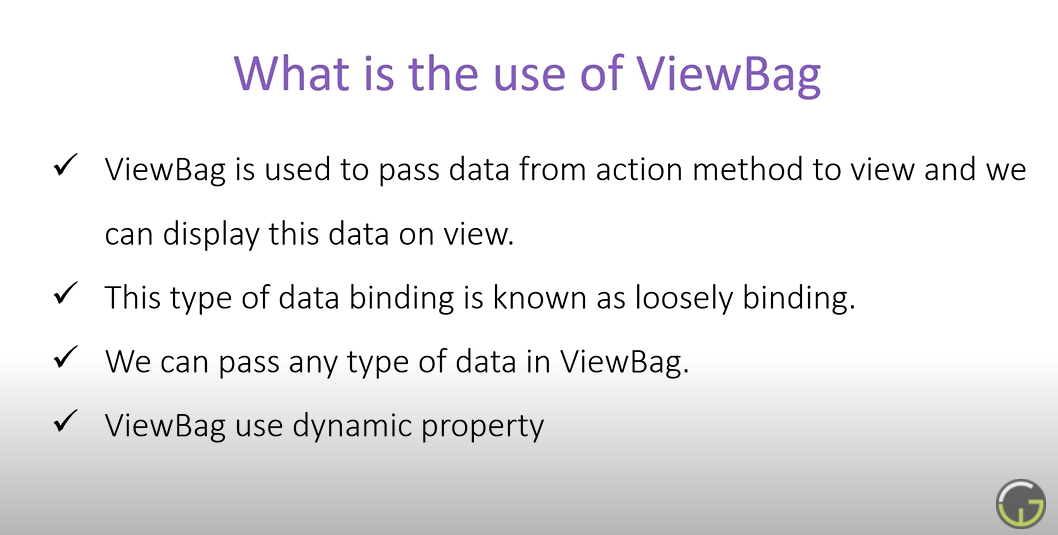 What is the use of ViewBag
✓ ViewBag is used to pass data from action method to view and we
can display this data on view.
✓ This type of data binding is known as loosely binding.
✓ We can pass any type of data in ViewBag.
✓ ViewBag use dynamic property